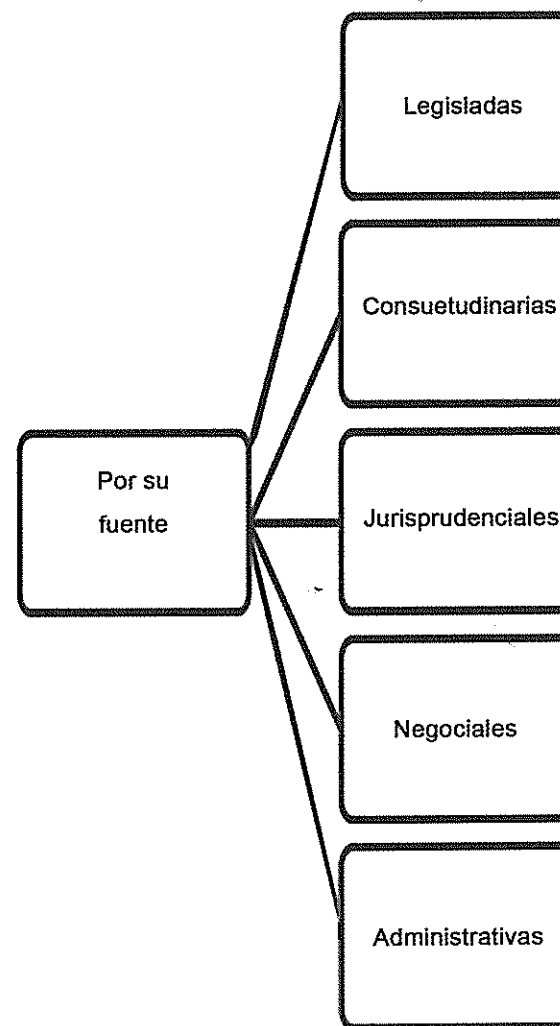 Por su
fuente
Legisladas
Consuetudinarias
Jurisprudenciales
Negociales
Administrativas